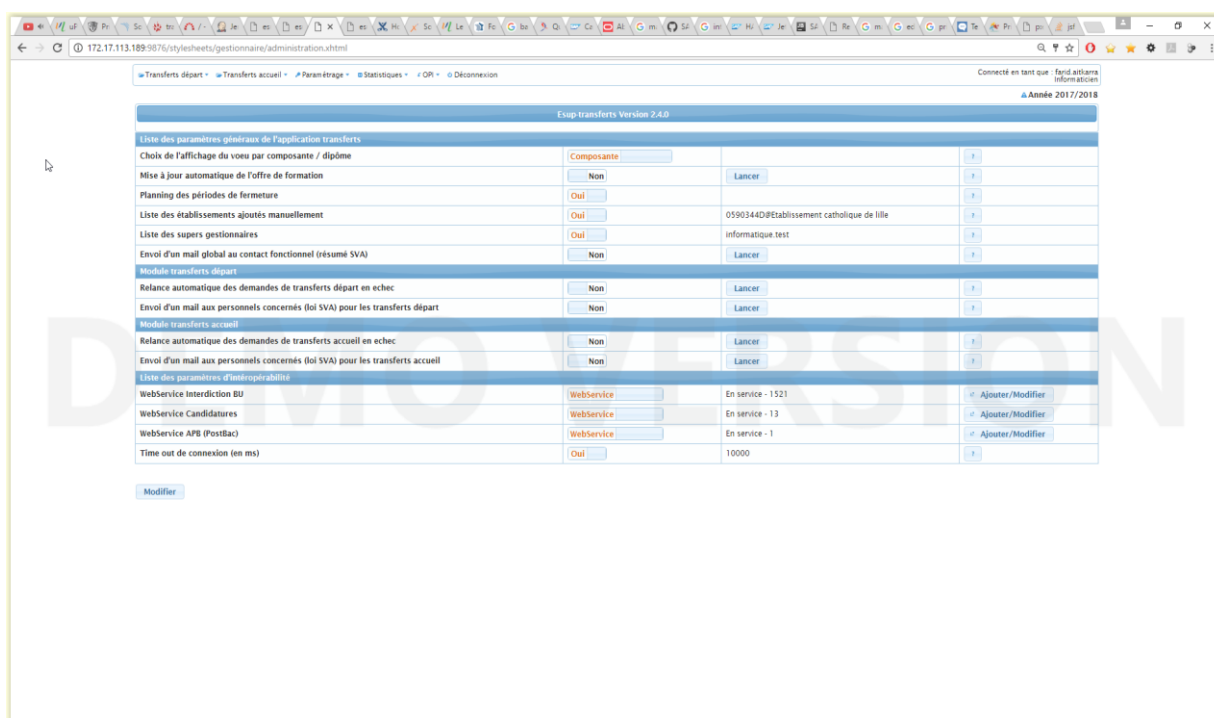 172.17.113.189:9876/stylesheets/gestionnaire/administration.xhtml
Transferts départ Transferts accueil Paramétrage Statistiques OPI Déconnexion
Connecté en tant que : farid.aitkarra
Informaticien
Année 2017/2018
Esup-transferts Version 2.4.0
Liste des paramètres généraux de l'application transferts
Choix de l'affichage du voeu par composante / dipôme Composante ?
Mise à jour automatique de l'offre de formation Non Lancer ?
Planning des périodes de fermeture Oui ?
Liste des établissements ajoutés manuellement Oui 0590344D@Etablissement catholique de lille ?
Liste des supers gestionnaires Oui informatique.test ?
Envoi d'un mail global au contact fonctionnel (résumé SVA) Non Lancer ?
Module transferts départ
Relance automatique des demandes de transferts départ en echec Non Lancer ?
Envoi d'un mail aux personnels concernés (loi SVA) pour les transferts départ Non Lancer ?
Module transferts accueil
Relance automatique des demandes de transferts accueil en echec Non Lancer ?
Envoi d'un mail aux personnels concernés (loi SVA) pour les transferts accueil Non Lancer ?
DEMO VERSION
Liste des paramètres d'intéropérabilité
WebService Interdiction BU WebService En service - 1521 Ajouter/Modifier
WebService Candidatures WebService En service - 13 Ajouter/Modifier
WebService APB (PostBac) WebService En service - 1 Ajouter/Modifier
Time out de connexion (en ms) Oui 10000 ?
Modifier